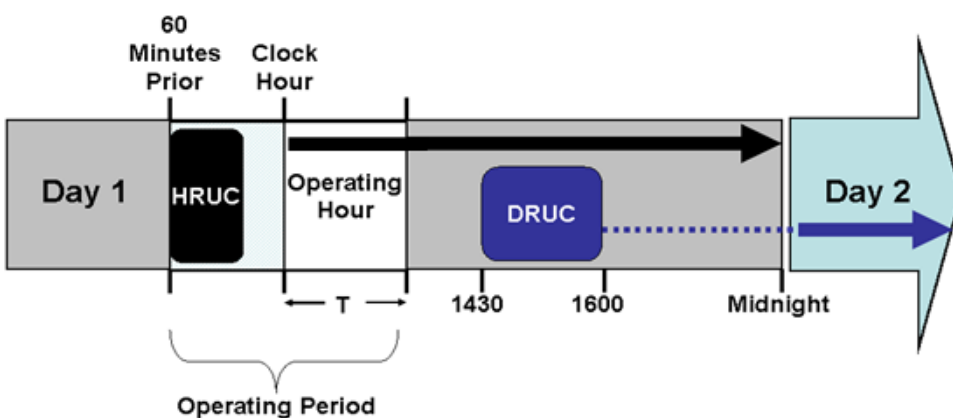 60
Minutes
Prior
Clock
Hour
Day 1
HRUC
Operating
Hour
DRUC
Day 2
T
1430
1600
Midnight
Operating Period